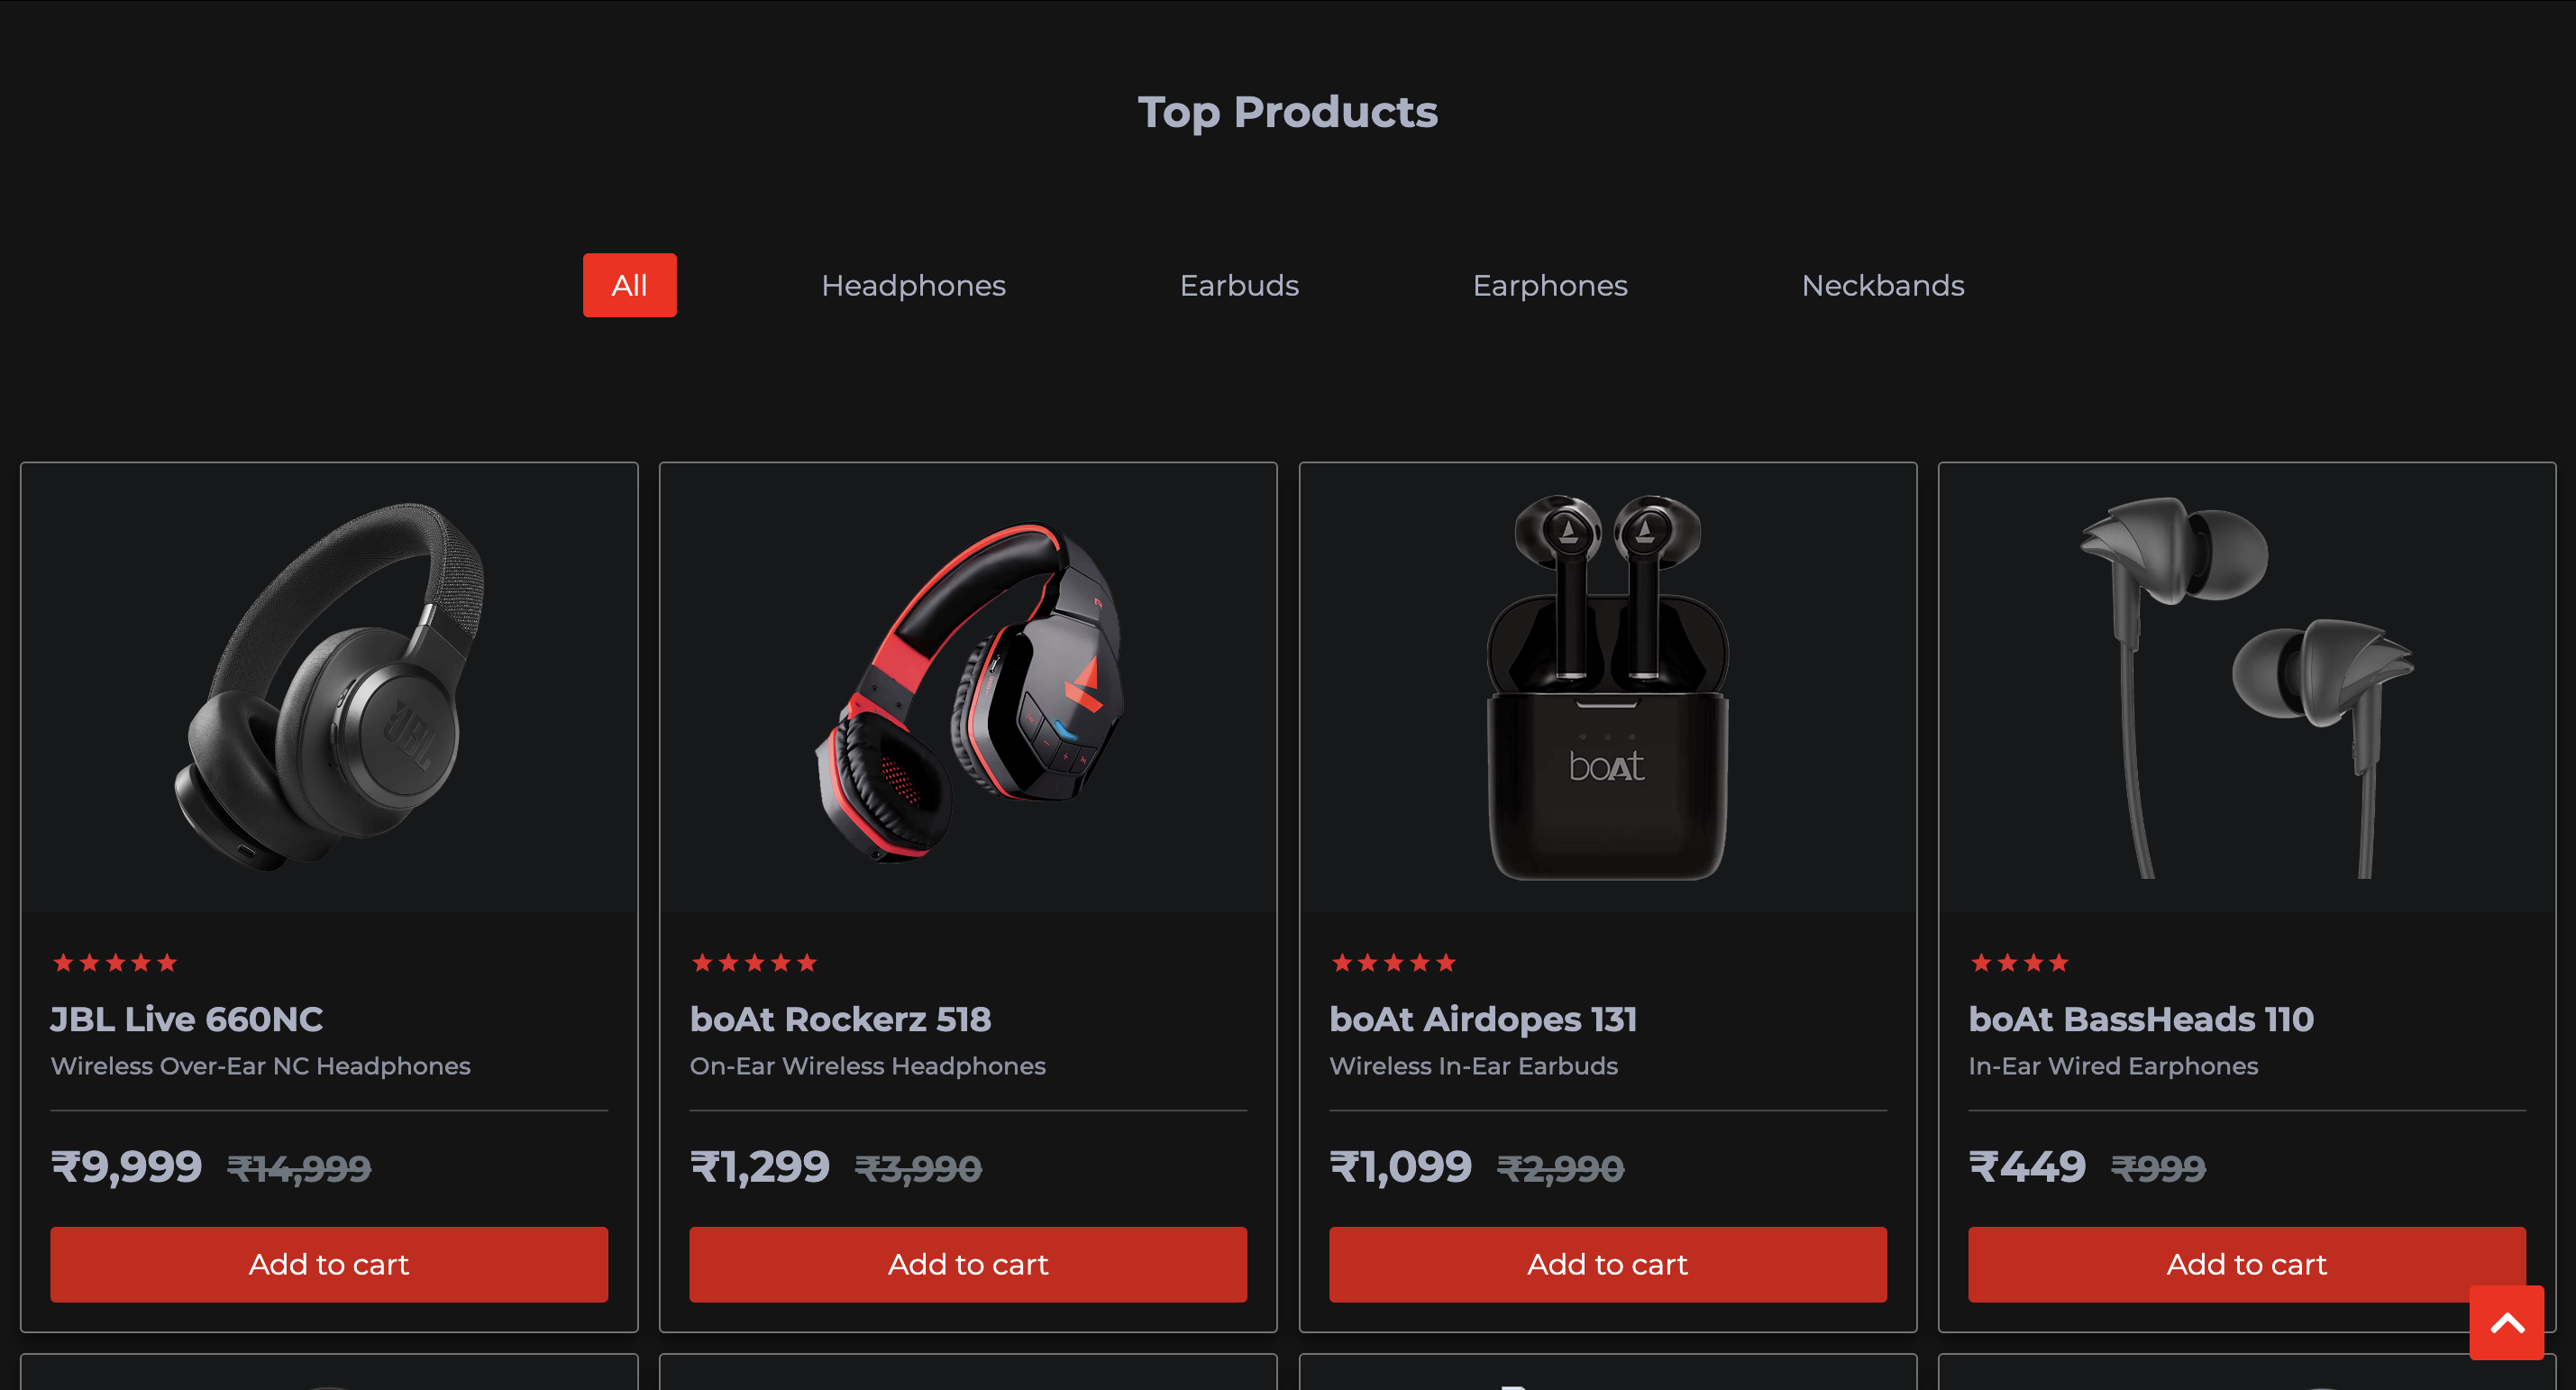 Top Products
All Headphones Earbuds Earphones Neckbands
JBL
boAt
JBL Live 660NC
Wireless Over-Ear NC Headphones
₹9,999 ₹14,999
Add to cart
boAt Rockerz 518
On-Ear Wireless Headphones
₹1,299 ₹3,990
Add to cart
boAt Airdopes 131
Wireless In-Ear Earbuds
₹1,099 ₹2,990
Add to cart
boAt BassHeads 110
In-Ear Wired Earphones
₹449 ₹999
Add to cart